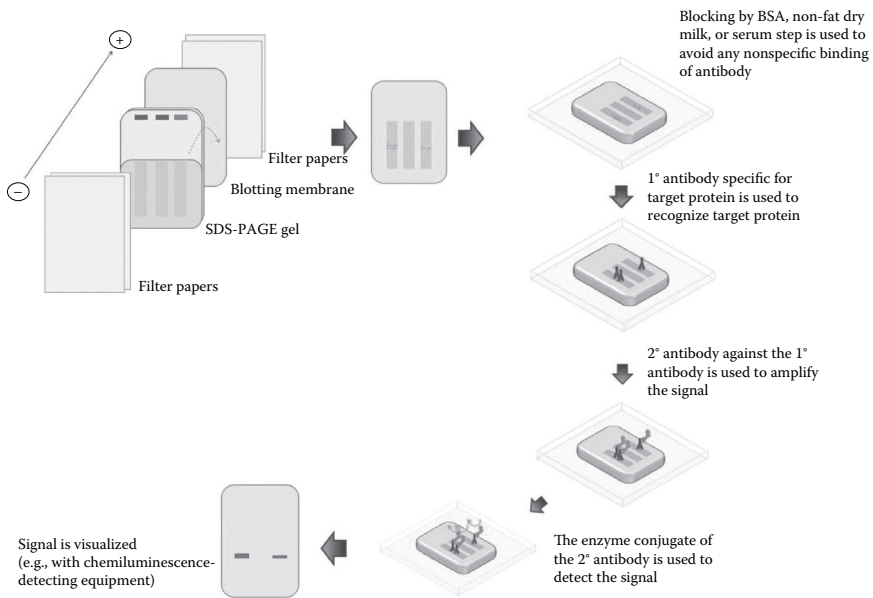 Blocking by BSA, non-fat dry
milk, or serum step is used to
avoid any nonspecific binding
of antibody
+
−
Filter papers
Blotting membrane
SDS-PAGE gel
Filter papers
1° antibody specific for
target protein is used to
recognize target protein
2° antibody against the 1°
antibody is used to amplify
the signal
The enzyme conjugate of
the 2° antibody is used to
detect the signal
Signal is visualized
(e.g., with chemiluminescence-
detecting equipment)